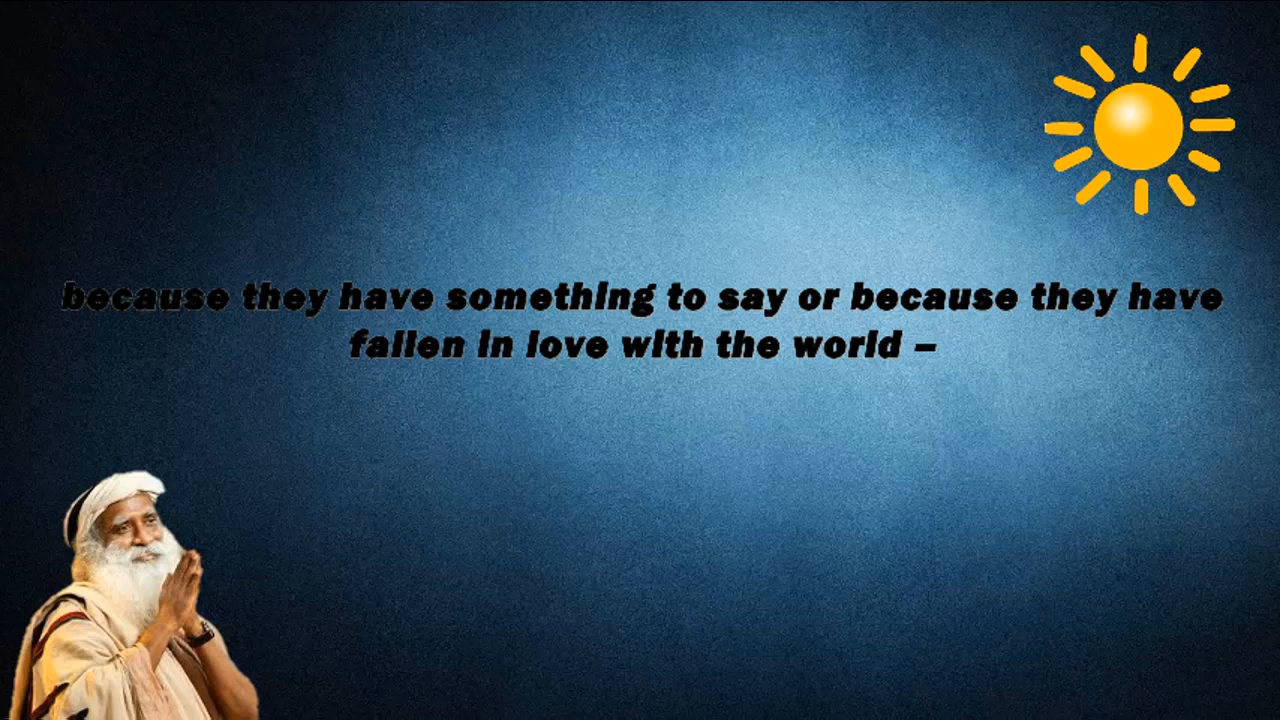 because they have something to say or because they have
fallen in love with the world –